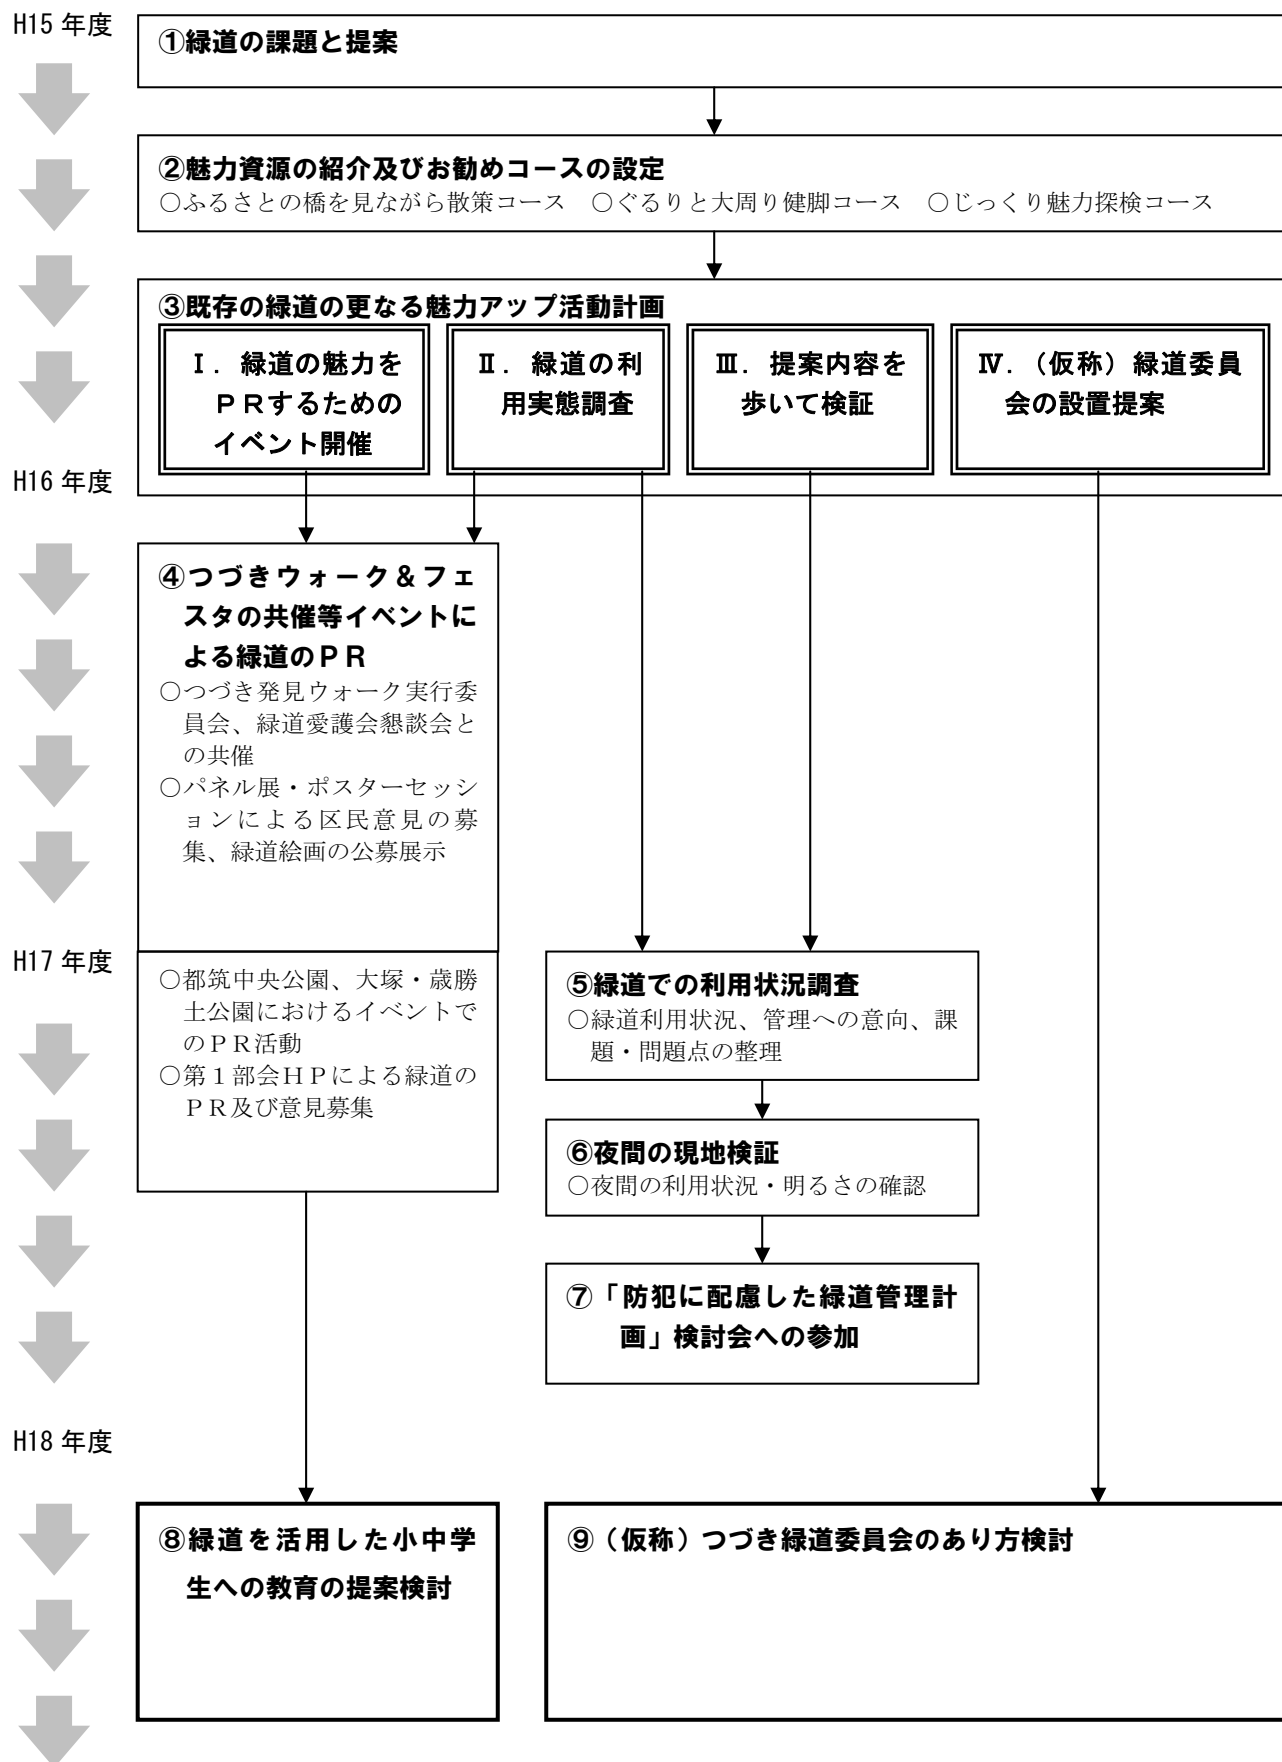 H15 年度
①緑道の課題と提案
②魅力資源の紹介及びお勧めコースの設定
○ふるさとの橋を見ながら散策コース　○ぐるりと大周り健脚コース　○じっくり魅力探検コース
③既存の緑道の更なる魅力アップ活動計画
Ⅰ．緑道の魅力を
ＰＲするための
イベント開催
Ⅱ．緑道の利
用実態調査
Ⅲ．提案内容を
歩いて検証
Ⅳ．（仮称）緑道委員
会の設置提案
H16 年度
④つづきウォーク＆フェ
スタの共催等イベントに
よる緑道のＰＲ
○つづき発見ウォーク実行委
員会、緑道愛護会懇談会と
の共催
○パネル展・ポスターセッシ
ョンによる区民意見の募
集、緑道絵画の公募展示
H17 年度
○都筑中央公園、大塚・歳勝
土公園におけるイベントで
のＰＲ活動
○第１部会ＨＰによる緑道の
ＰＲ及び意見募集
⑤緑道での利用状況調査
○緑道利用状況、管理への意向、課
題・問題点の整理
⑥夜間の現地検証
○夜間の利用状況・明るさの確認
⑦「防犯に配慮した緑道管理計
画」検討会への参加
H18 年度
⑧緑道を活用した小中学
生への教育の提案検討
⑨（仮称）つづき緑道委員会のあり方検討